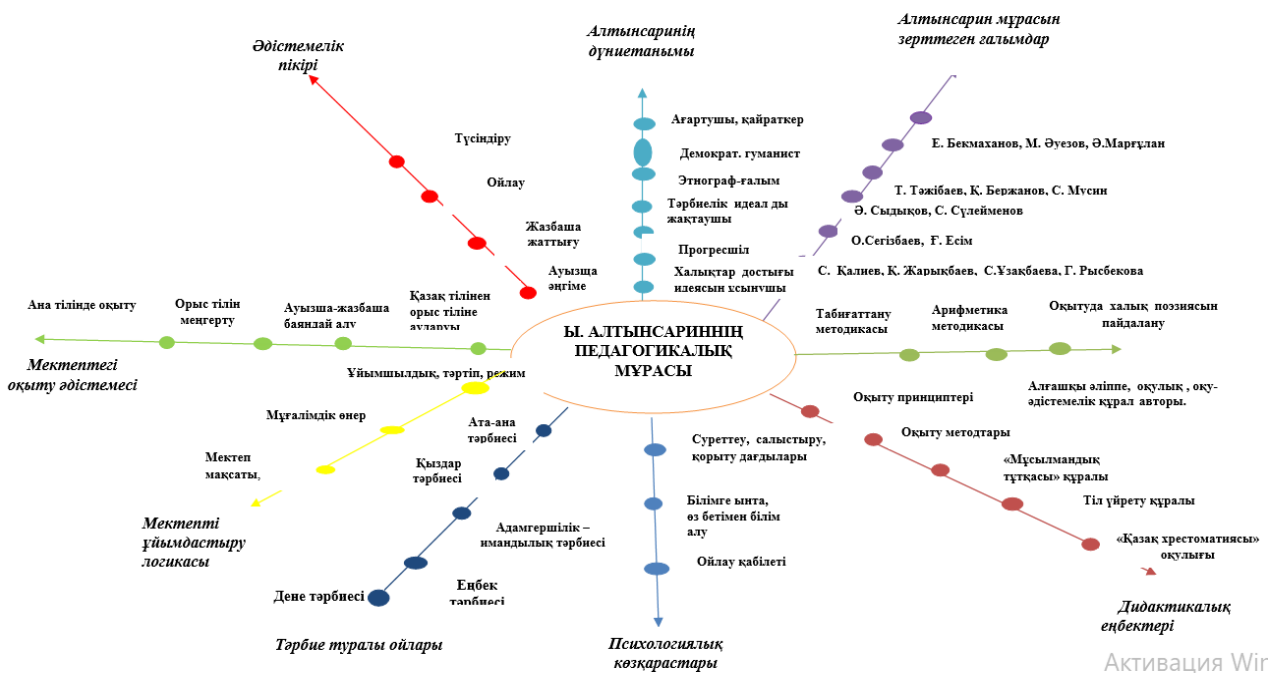 Алтынсаринің
дүниетанымы
Алтынсарин мұрасын
зерттеген ғалымдар
Әдістемелік
пікірі
Түсіндіру
Ойлау
Жазбаша
жаттығу
Ауызша
әңгіме
Ағартушы, қайраткер
Демократ. гуманист
Этнограф-ғалым
Тәрбиелік идеал ды
жақтаушы
Прогресшіл
Халықтар достығы
идеясын ұсынушы
Е. Бекмаханов, М. Әуезов, Ә.Марғұлан
Т. Тәжібаев, Қ. Бержанов, С. Мусин
Ә. Сыдықов, С. Сүлейменов
О.Сегізбаев, Ғ. Есім
С. Қалиев, Қ. Жарықбаев, С.Ұзақбаева, Г. Рысбекова
Ана тілінде оқыту
Орыс тілін
меңгерту
Ауызша-жазбаша
баяндай алу
Қазақ тілінен
орыс тіліне
аударуы
Мектептегі
оқыту әдістемесі
Ы. АЛТЫНСАРИННІҢ
ПЕДАГОГИКАЛЫҚ
МҰРАСЫ
Табиғаттану
методикасы
Арифметика
методикасы
Оқытуда халық поэзиясын
пайдалану
Алғашқы әліппе, оқулық , оқу-
әдістемелік құрал авторы.
Ұйымшылдық, тәртіп, режим
Мұғалімдік өнер
Мектеп
мақсаты,
Мектепті
ұйымдастыру
логикасы
Ата-ана
тәрбиесі
Қыздар
тәрбиесі
Адамгершілік –
имандылық тәрбиесі
Еңбек
тәрбиесі
Дене тәрбиесі
Тәрбие туралы ойлары
Суреттеу, салыстыру,
қорыту дағдылары
Білімге ынта,
өз бетімен білім
алу
Ойлау қабілеті
Психологиялық
көзқарастары
Оқыту принциптері
Оқыту методтары
«Мұсылмандық
тұтқасы» құралы
Тіл үйрету құралы
«Қазақ хрестоматиясы»
оқулығы
Дидактикалық
еңбектері
Активация Wir